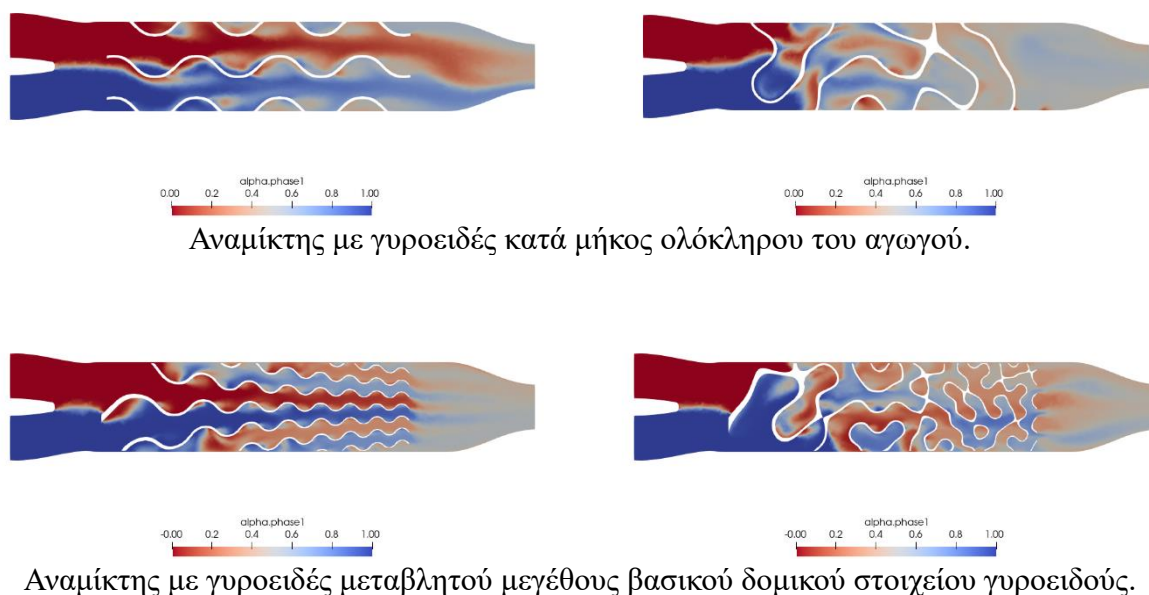 alpha.phase1
0.00 0.2 0.4 0.6 0.8 1.00
alpha.phase1
0.00 0.2 0.4 0.6 0.8 1.00
Αναμίκτης με γυροειδές κατά μήκος ολόκληρου του αγωγού.
alpha.phase1
-0.00 0.2 0.4 0.6 0.8 1.00
alpha.phase1
-0.00 0.2 0.4 0.6 0.8 1.00
Αναμίκτης με γυροειδές μεταβλητού μεγέθους βασικού δομικού στοιχείου γυροειδούς.